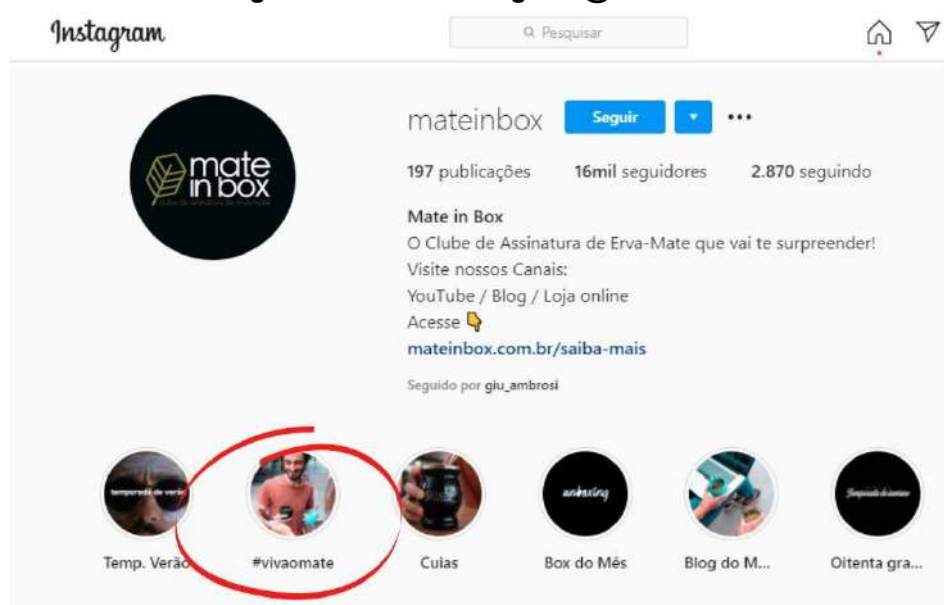 Instagram
Pesquisar
mateinbox Seguir
197 publicações 16mil seguidores 2.870 seguindo
mate
in box
Mate in Box
O Clube de Assinatura de Erva-Mate que vai te surpreender!
Visite nossos Canais:
YouTube / Blog / Loja online
Acesse 👇
mateinbox.com.br/saiba-mais
Seguido por giu_ambrosi
temporada de verão
unboxing
Temp. Verão #vivaomate Cuias Box do Mês Blog do M... Oitenta gra...